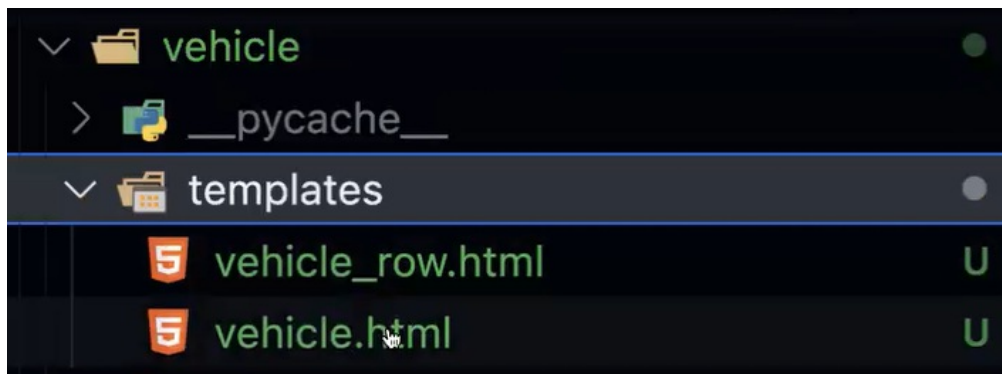 vehicle
__pycache__
templates
vehicle_row.html U
vehicle.html U